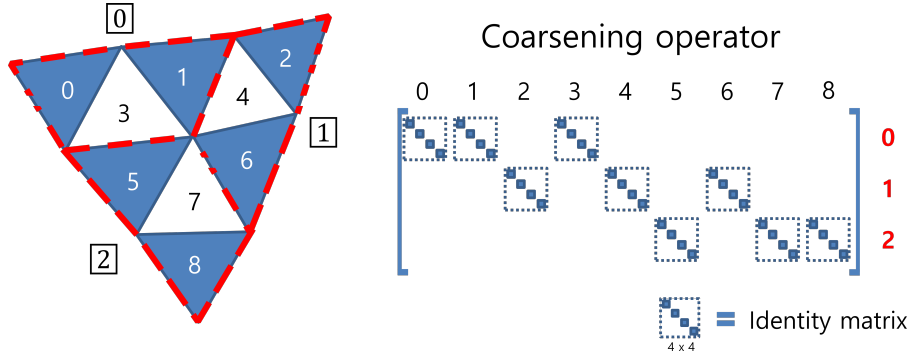 0
Coarsening operator
0 1 2 3 4 5 6 7 8
0 1 2
3 4
1
5 6
7
2
8
0
1
2
4 x 4
Identity matrix
=